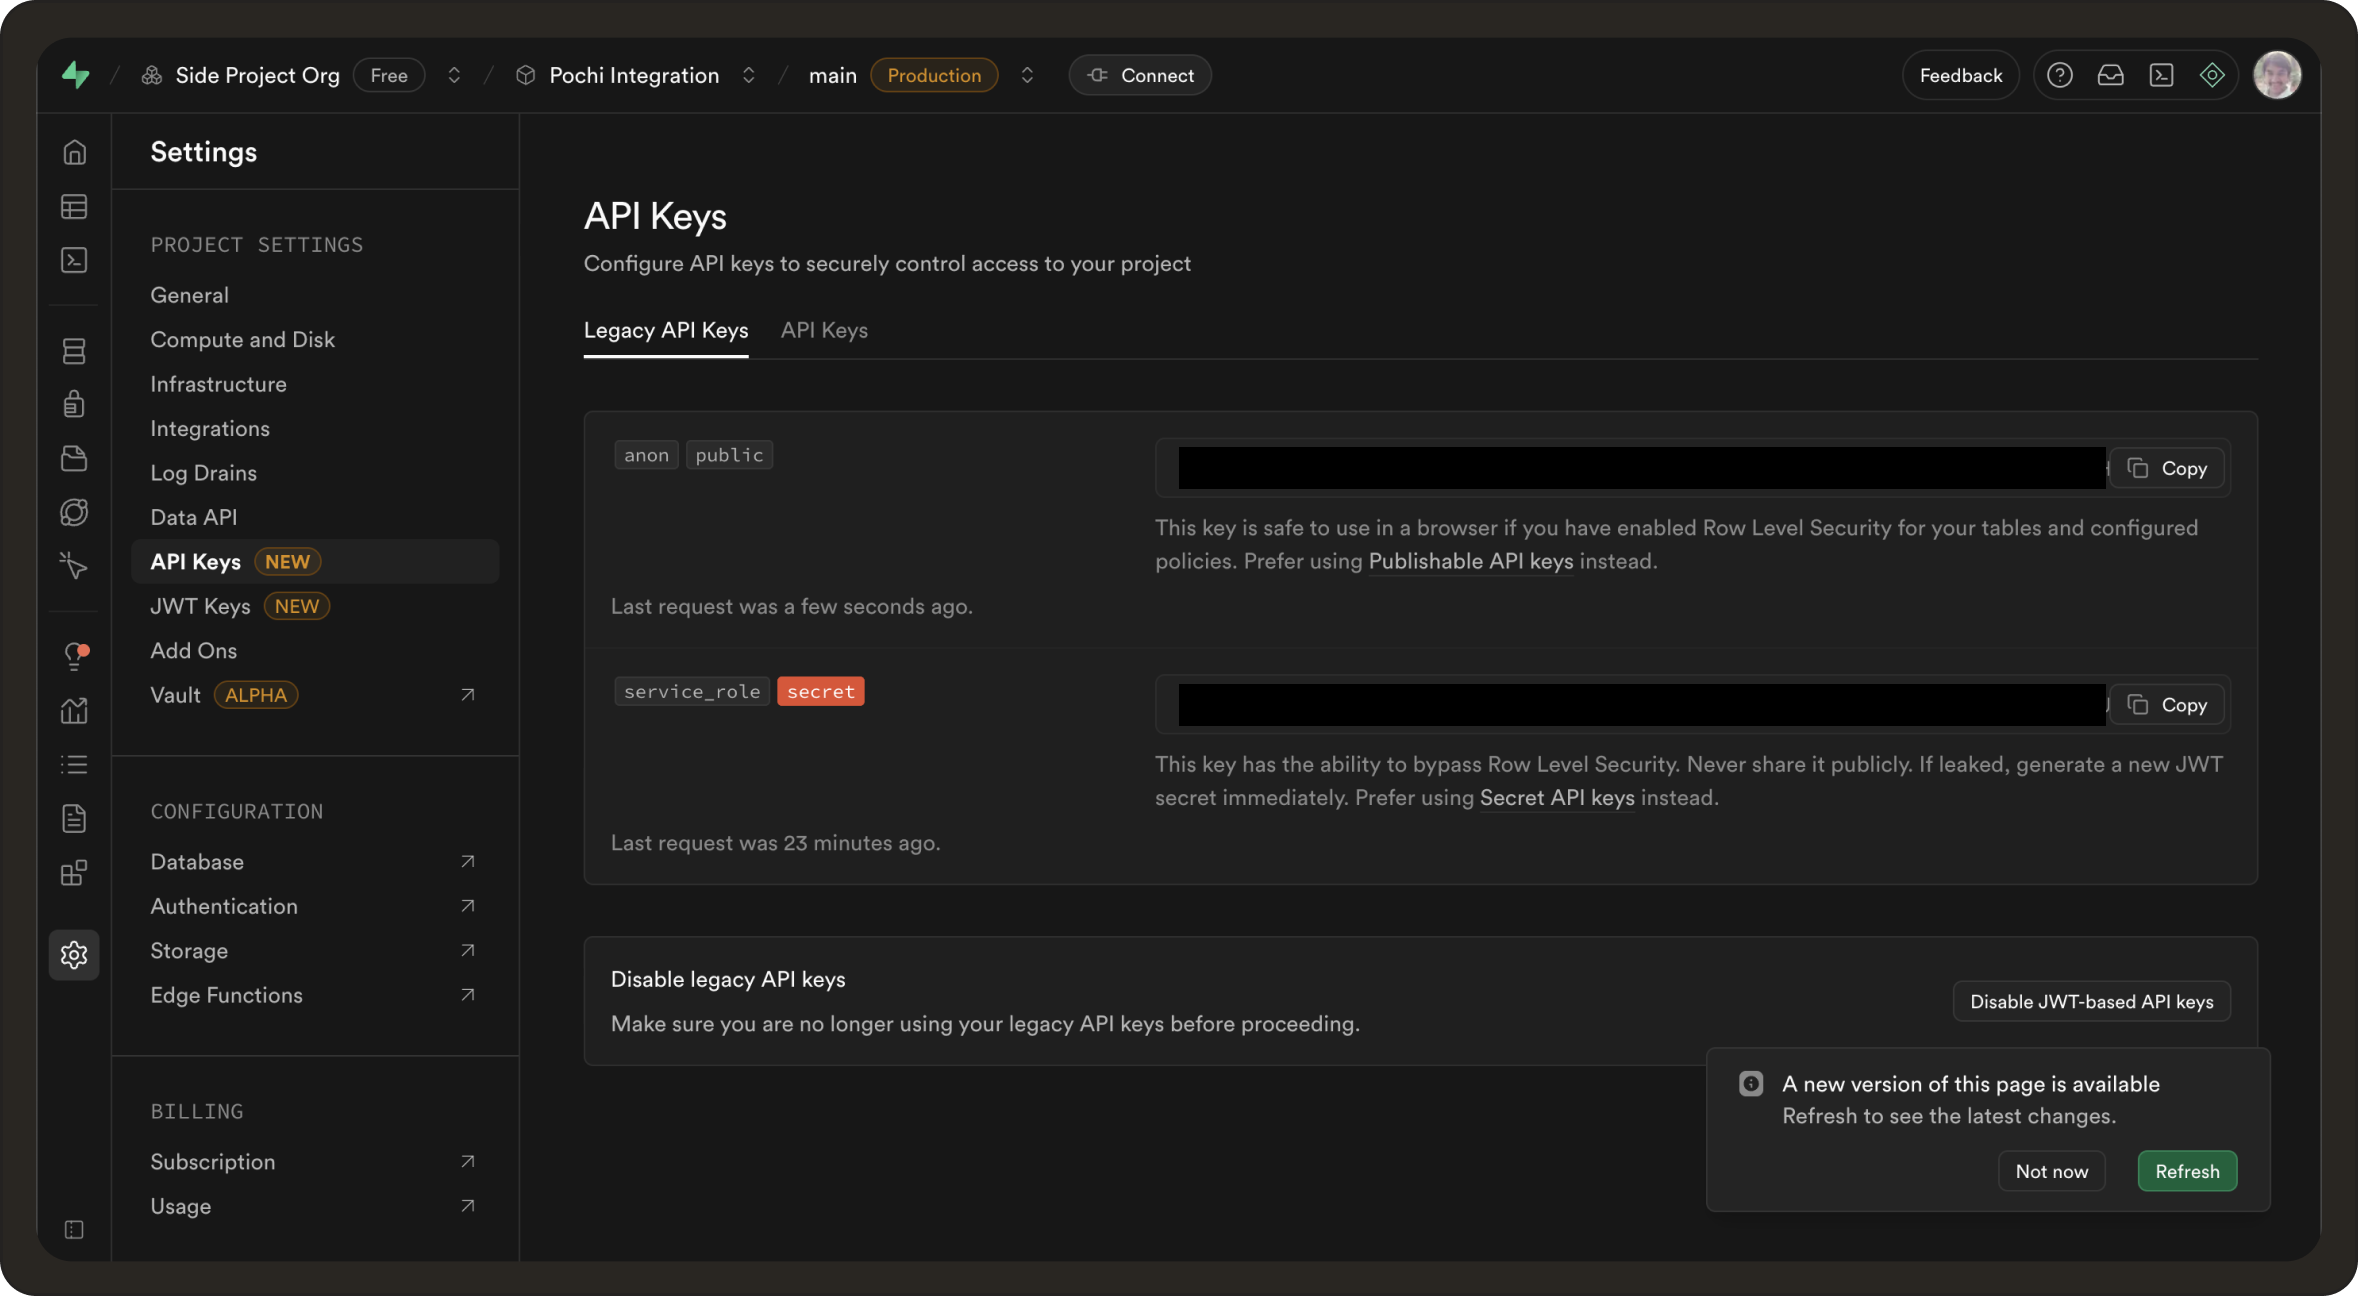 Side Project Org Free
Pochi Integration
main Production
Connect
Feedback
Settings
PROJECT SETTINGS
General
Compute and Disk
Infrastructure
Integrations
Log Drains
Data API
API Keys NEW
JWT Keys NEW
Add Ons
Vault ALPHA
CONFIGURATION
Database
Authentication
Storage
Edge Functions
BILLING
Subscription
Usage
API Keys
Configure API keys to securely control access to your project
Legacy API Keys API Keys
anon public
Copy
This key is safe to use in a browser if you have enabled Row Level Security for your tables and configured
policies. Prefer using Publishable API keys instead.
Last request was a few seconds ago.
service_role secret
Copy
This key has the ability to bypass Row Level Security. Never share it publicly. If leaked, generate a new JWT
secret immediately. Prefer using Secret API keys instead.
Last request was 23 minutes ago.
Disable legacy API keys
Make sure you are no longer using your legacy API keys before proceeding.
Disable JWT-based API keys
A new version of this page is available
Refresh to see the latest changes.
Not now Refresh